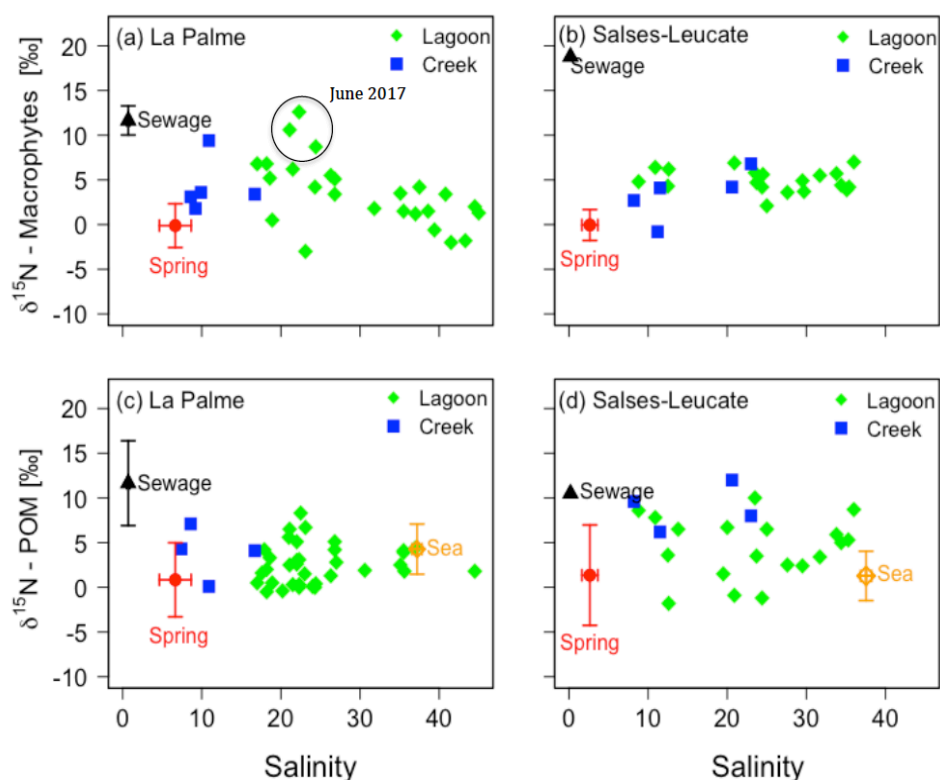 (a) La Palme
Lagoon
Creek
June 2017
Sewage
Spring
20
15
10
5
0
-5
-10
δ¹⁵N - Macrophytes [‰]
(b) Salses-Leucate
Lagoon
Creek
Sewage
Spring
(c) La Palme
Lagoon
Creek
Sewage
Sea
Spring
20
15
10
5
0
-5
-10
δ¹⁵N - POM [‰]
0 10 20 30 40
Salinity
(d) Salses-Leucate
Lagoon
Creek
Sewage
Sea
Spring
0 10 20 30 40
Salinity